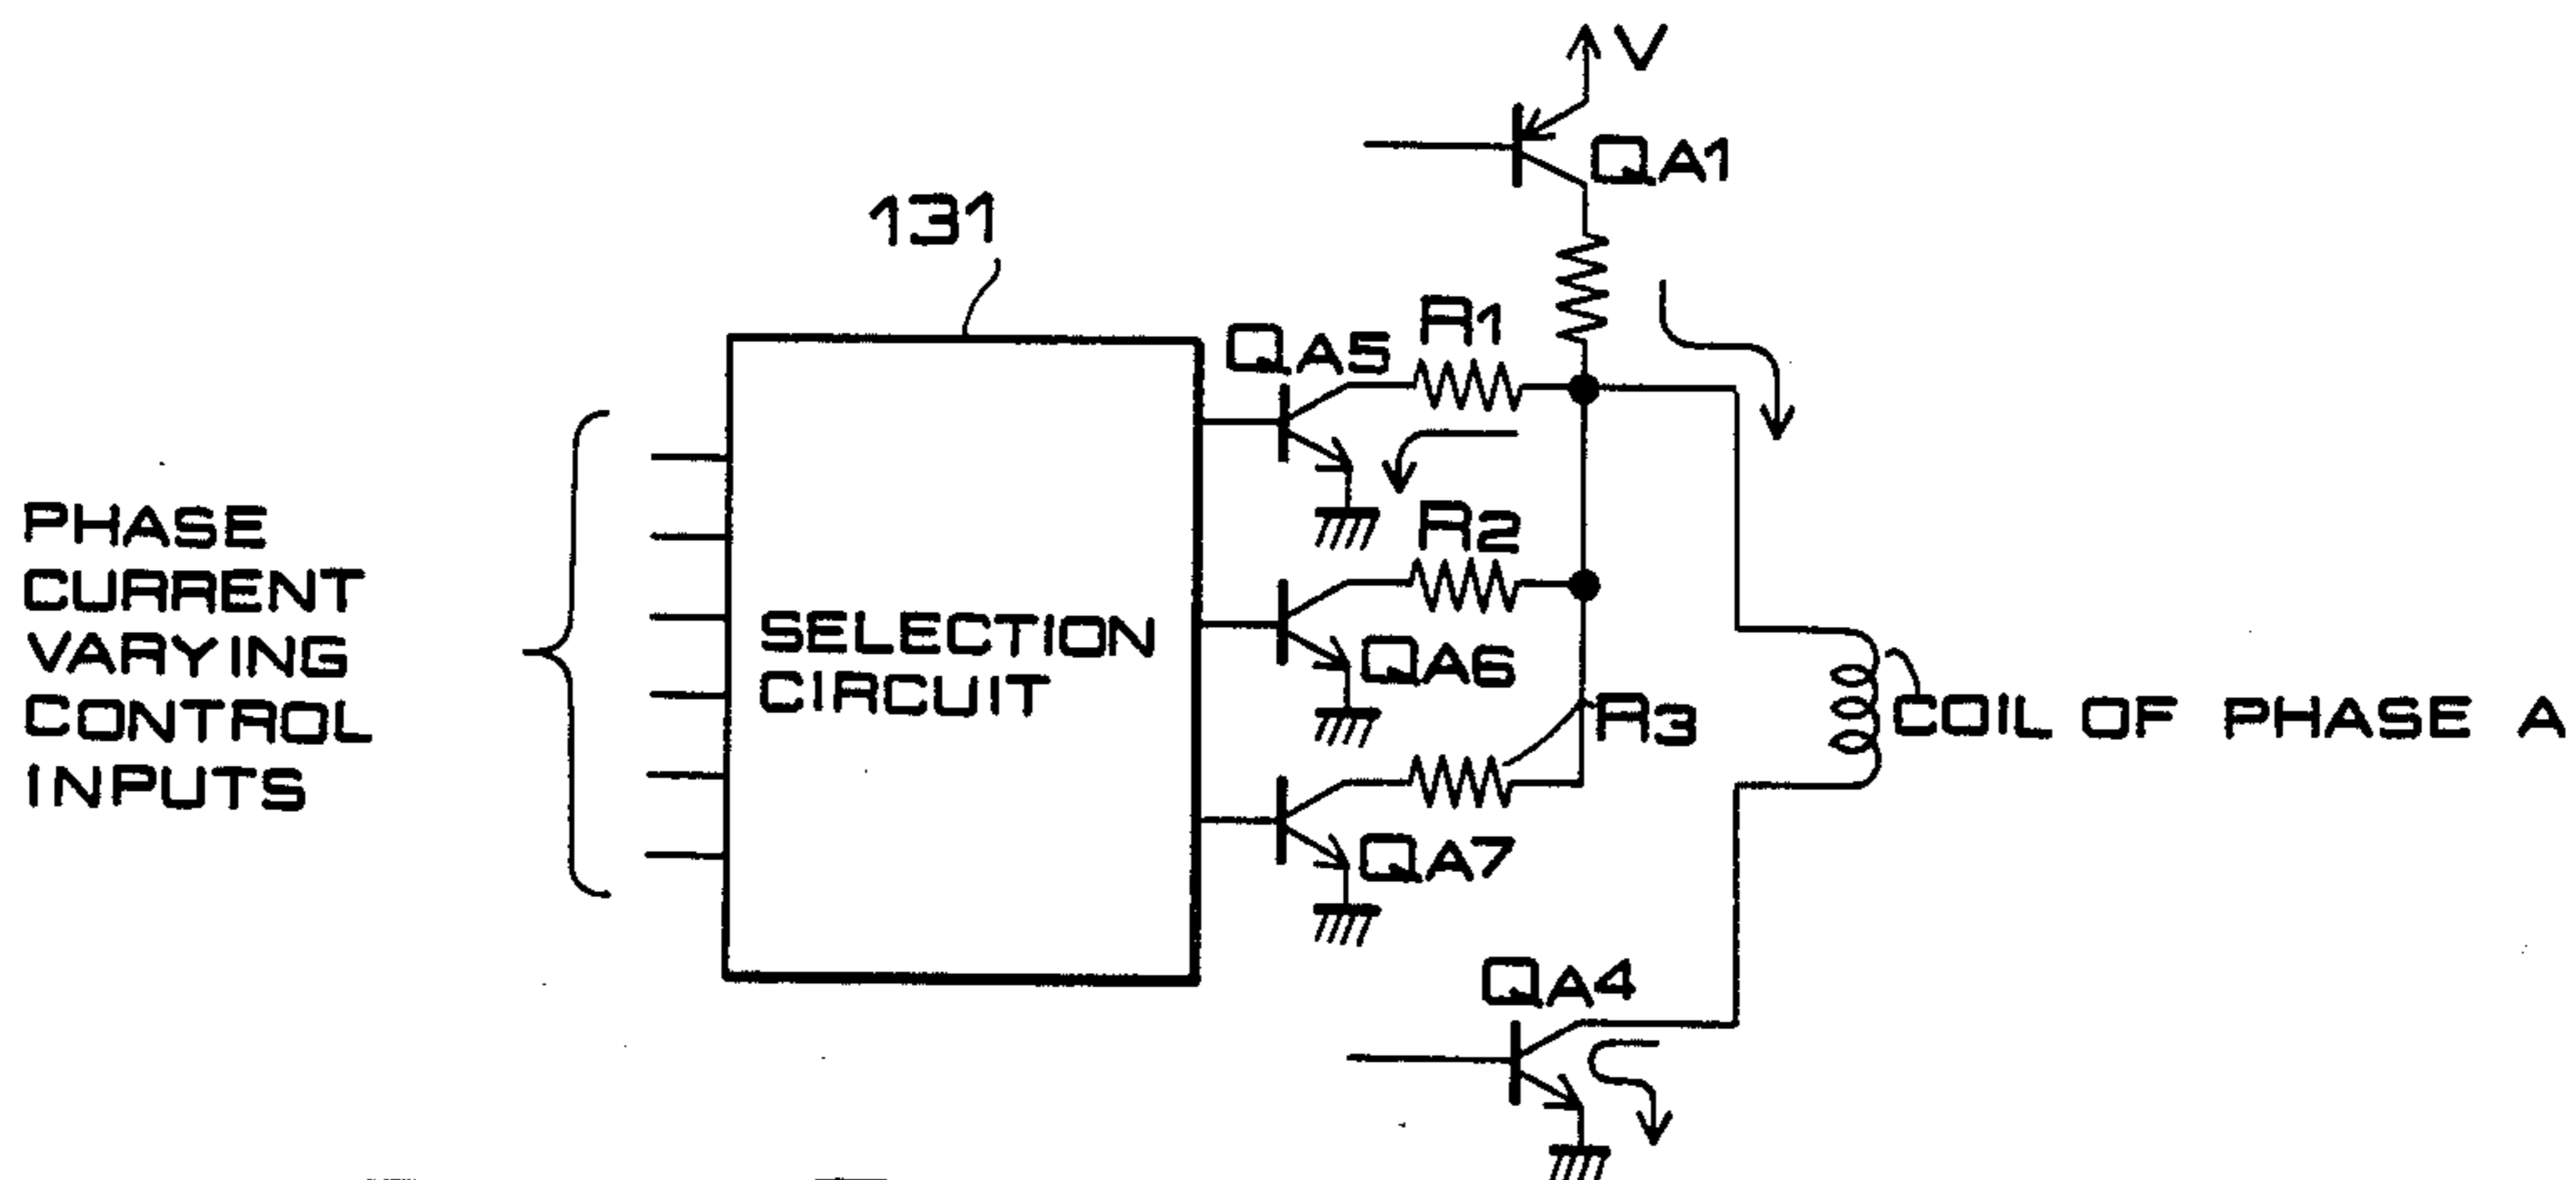 V
QA1
131
QA5
R1
R2
PHASE
CURRENT
VARYING
CONTROL
INPUTS
SELECTION
CIRCUIT
QA6
R3
COIL OF PHASE A
QA7
QA4